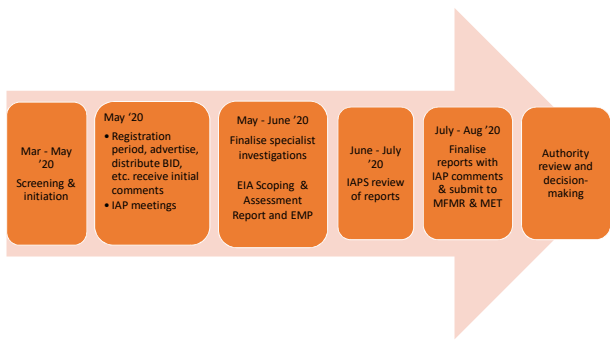 Mar - May
'20
Screening &
initiation
May '20
• Registration
period, advertise,
distribute BID,
etc. receive initial
comments
• IAP meetings
May - June '20
Finalise specialist
investigations
EIA Scoping &
Assessment
Report and EMP
June - July
'20
IAPS review
of reports
July - Aug '20
Finalise
reports with
IAP comments
& submit to
MFMR & MET
Authority
review and
decision-
making